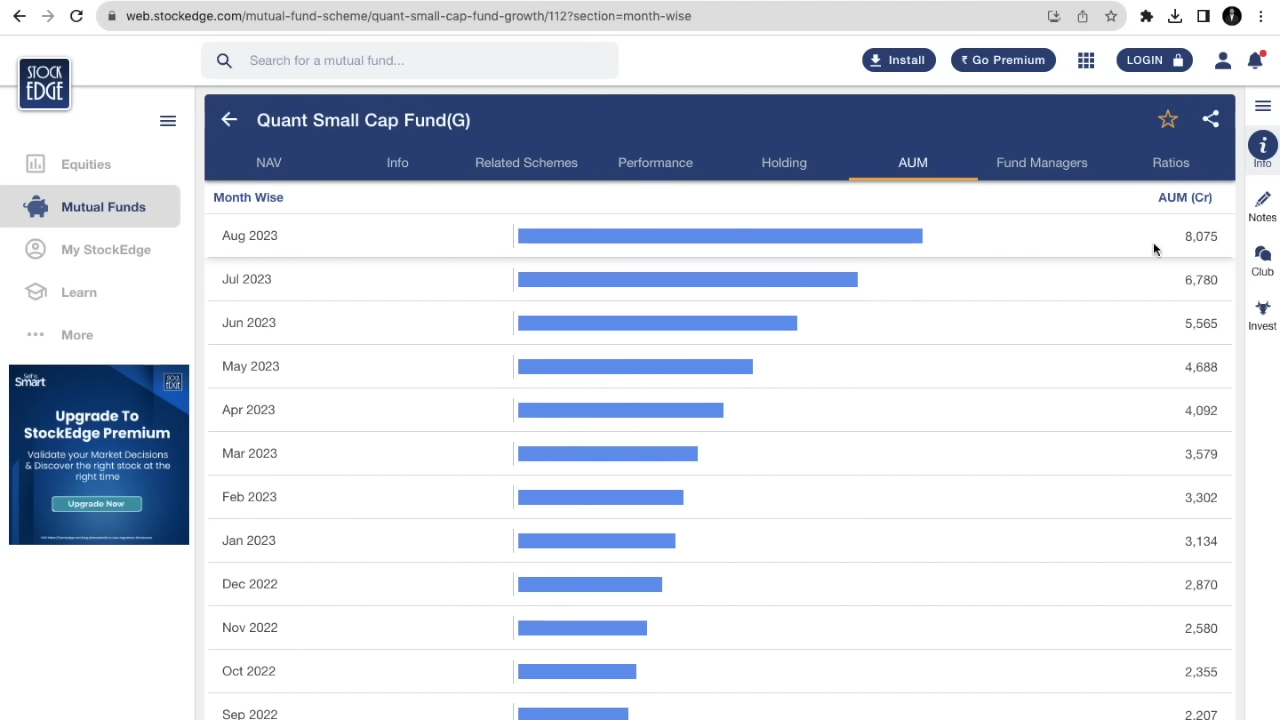 web.stockedge.com/mutual-fund-scheme/quant-small-cap-fund-growth/112?section=month-wise
STOCK
EDGE
Search for a mutual fund...
Install
₹ Go Premium
LOGIN
Quant Small Cap Fund(G)
NAV
Info
Related Schemes
Performance
Holding
AUM
Fund Managers
Ratios
Equities
Mutual Funds
My StockEdge
Learn
More
Smart
STOCK
EDGE
Upgrade To
StockEdge Premium
Validate your Market Decisions
& Discover the right stock at the
right time
Upgrade Now
Month Wise AUM (Cr)
Aug 2023 8,075
Jul 2023 6,780
Jun 2023 5,565
May 2023 4,688
Apr 2023 4,092
Mar 2023 3,579
Feb 2023 3,302
Jan 2023 3,134
Dec 2022 2,870
Nov 2022 2,580
Oct 2022 2,355
Sep 2022 2,207
Info
Notes
Club
Invest